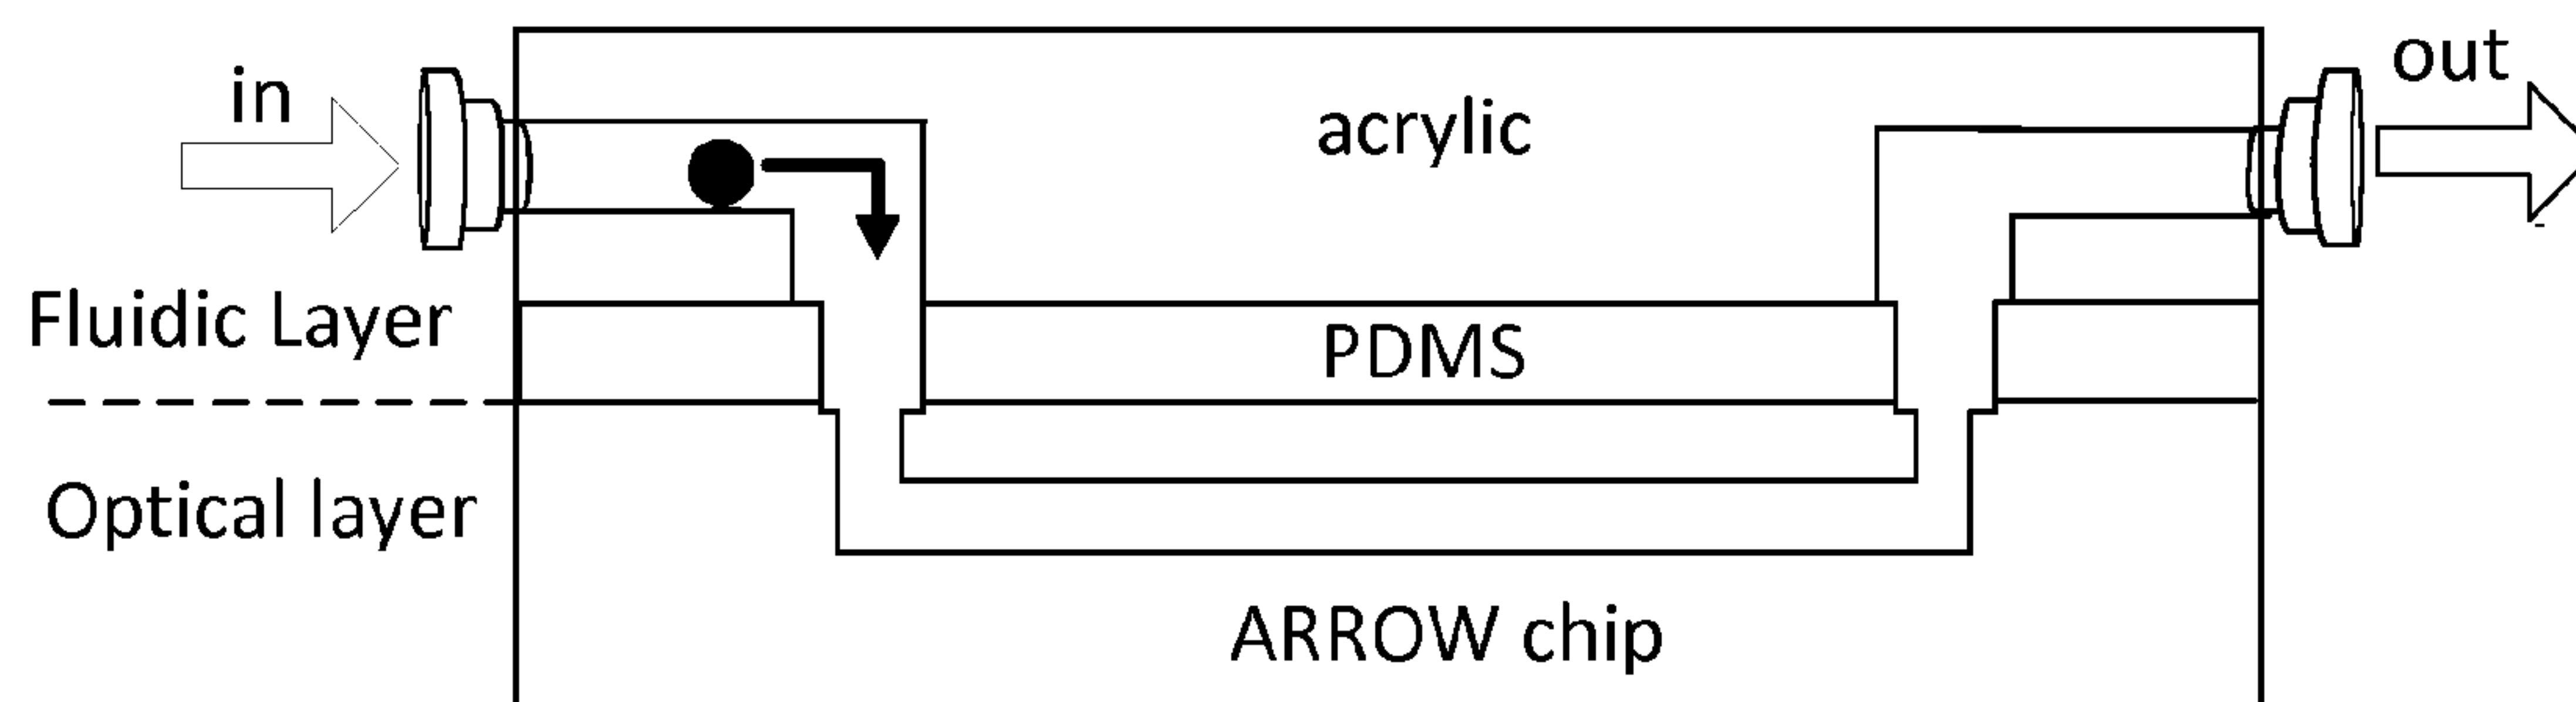 in
out
acrylic
Fluidic Layer
PDMS
Optical layer
ARROW chip